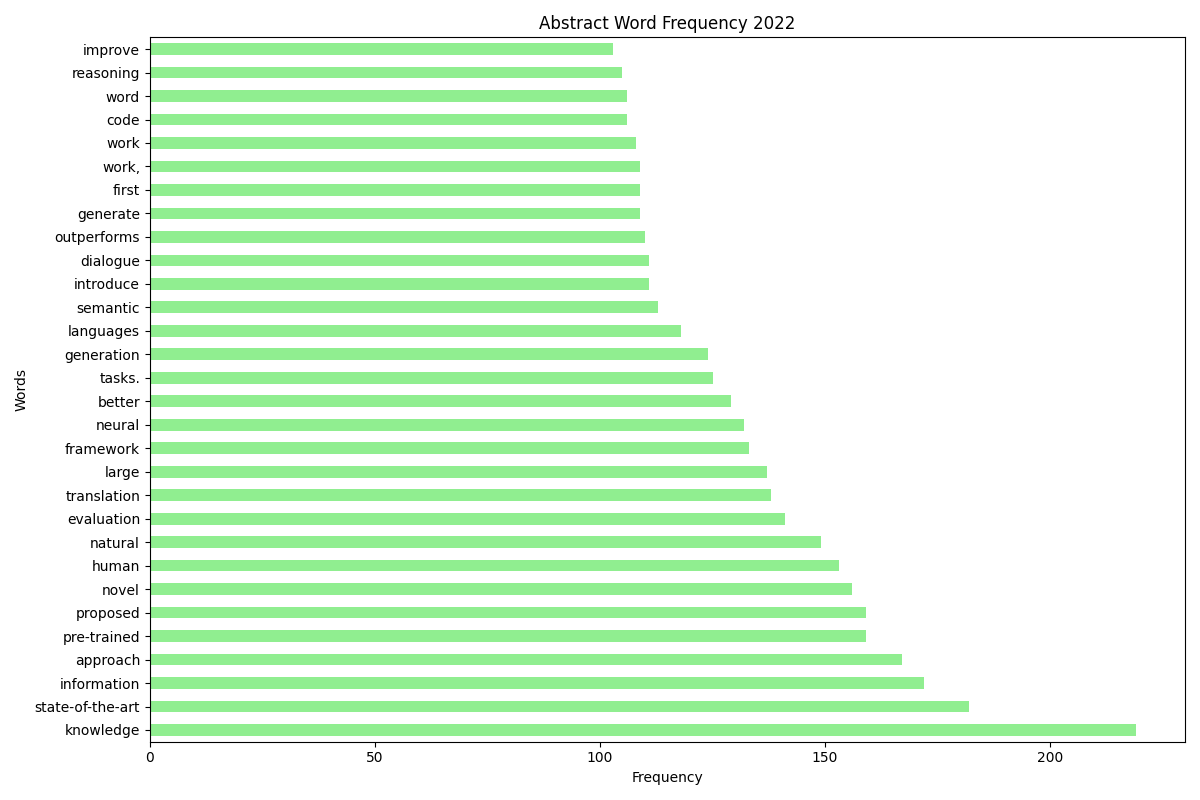 Abstract Word Frequency 2022
Words
improve
reasoning
word
code
work
work,
first
generate
outperforms
dialogue
introduce
semantic
languages
generation
tasks.
better
neural
framework
large
translation
evaluation
natural
human
novel
proposed
pre-trained
approach
information
state-of-the-art
knowledge
0 50 100 150 200
Frequency